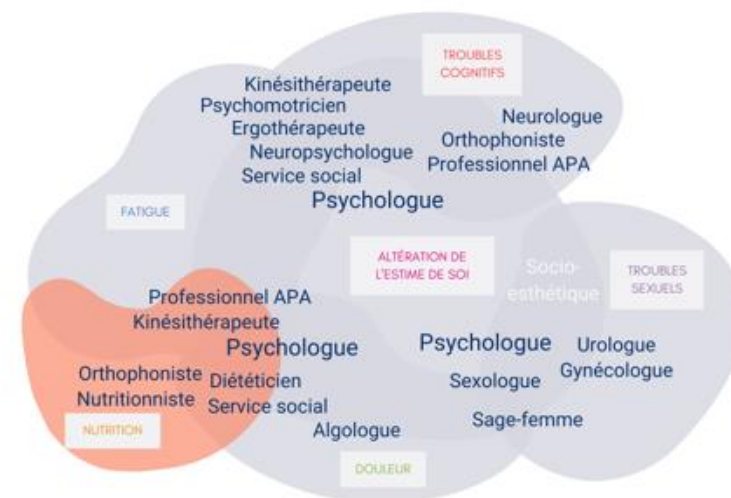 TROUBLES
COGNITIFS
Kinésithérapeute
Psychomotricien
Ergothérapeute
Neuropsychologue
Service social
Psychologue
Neurologue
Orthophoniste
Professionnel APA
FATIGUE
ALTÉRATION DE
L'ESTIME DE SOI
Socio-
esthétique
TROUBLES
SEXUELS
Professionnel APA
Kinésithérapeute
Psychologue
Orthophoniste
Nutritionniste
Diététicien
Service social
Algologue
NUTRITION
Psychologue
Sexologue
Sage-femme
Urologue
Gynécologue
DOULEUR